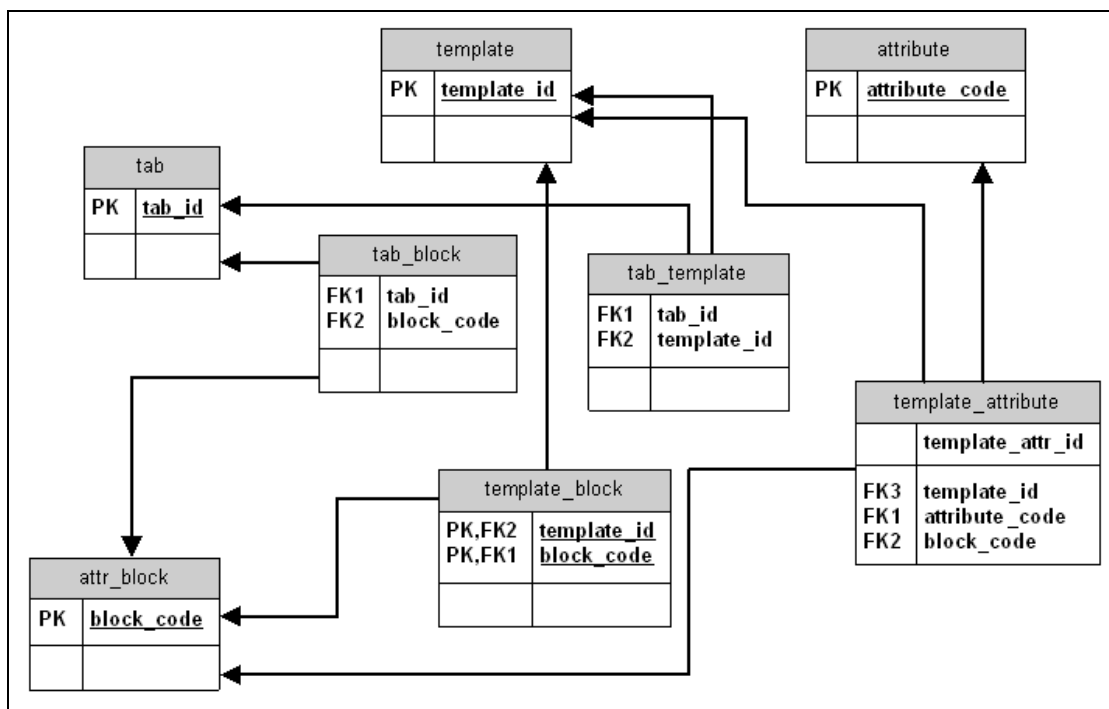 template
PK template_id
attribute
PK attribute_code
tab
PK tab_id
tab_block
FK1 tab_id
FK2 block_code
tab_template
FK1 tab_id
FK2 template_id
template_attribute
template_attr_id
FK3 template_id
FK1 attribute_code
FK2 block_code
template_block
PK,FK2 template_id
PK,FK1 block_code
attr_block
PK block_code